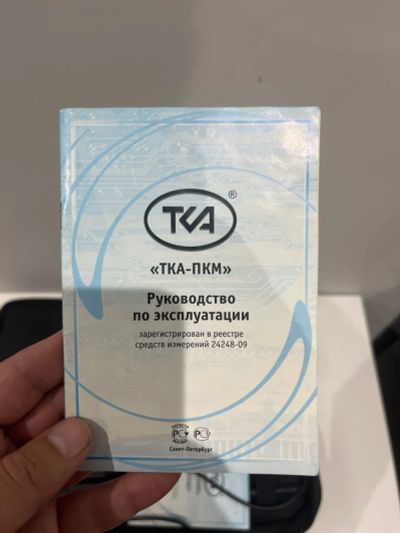 ТКА ®
«ТКА-ПКМ»
Руководство
по эксплуатации
зарегистрирован в реестре
средств измерений 24248-09
Санкт-Петербург